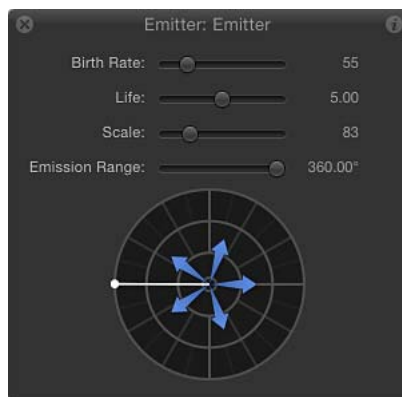 Emitter: Emitter
Birth Rate: 55
Life: 5.00
Scale: 83
Emission Range: 360.00°